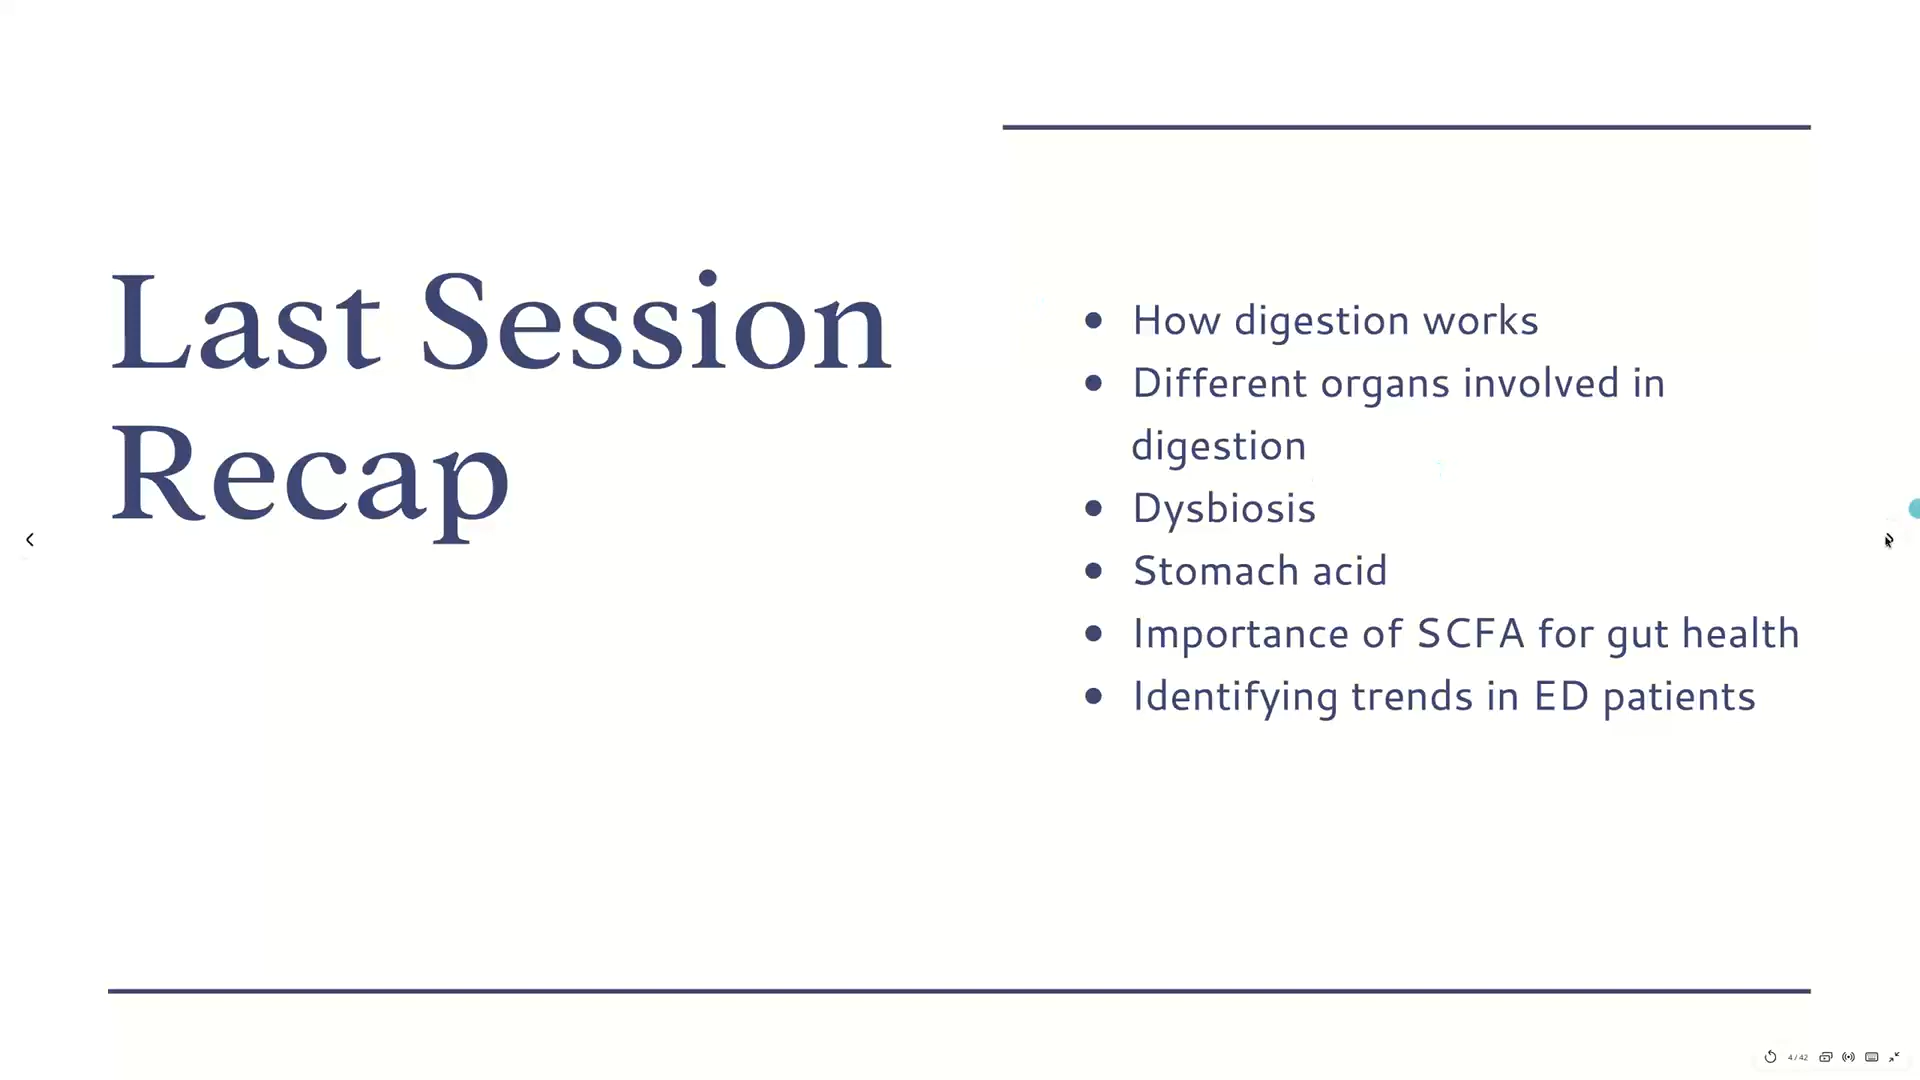 Last Session
Recap
• How digestion works
• Different organs involved in
digestion
• Dysbiosis
• Stomach acid
• Importance of SCFA for gut health
• Identifying trends in ED patients
4 / 42